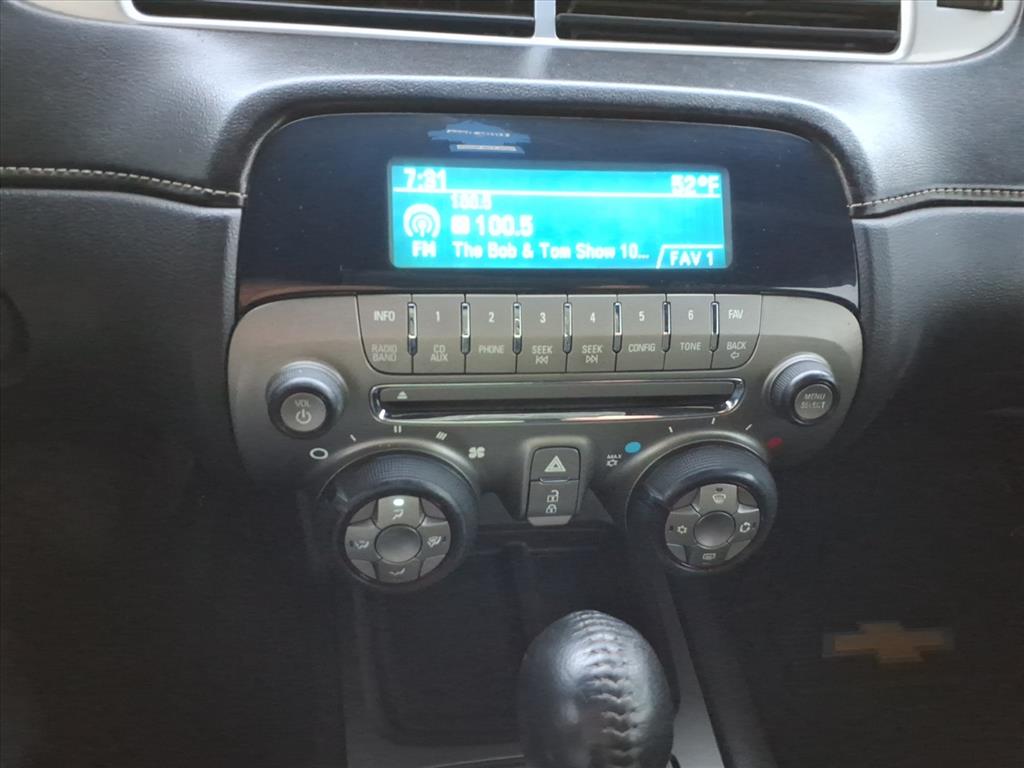 7:31 52°F
100.5
100.5
FM The Bob & Tom Show 10...
FAV 1
INFO 1 2 3 4 5 6 FAV
RADIO BAND CD AUX PHONE SEEK SEEK CONFIG TONE BACK
VOL
MENU SELECT
MAX